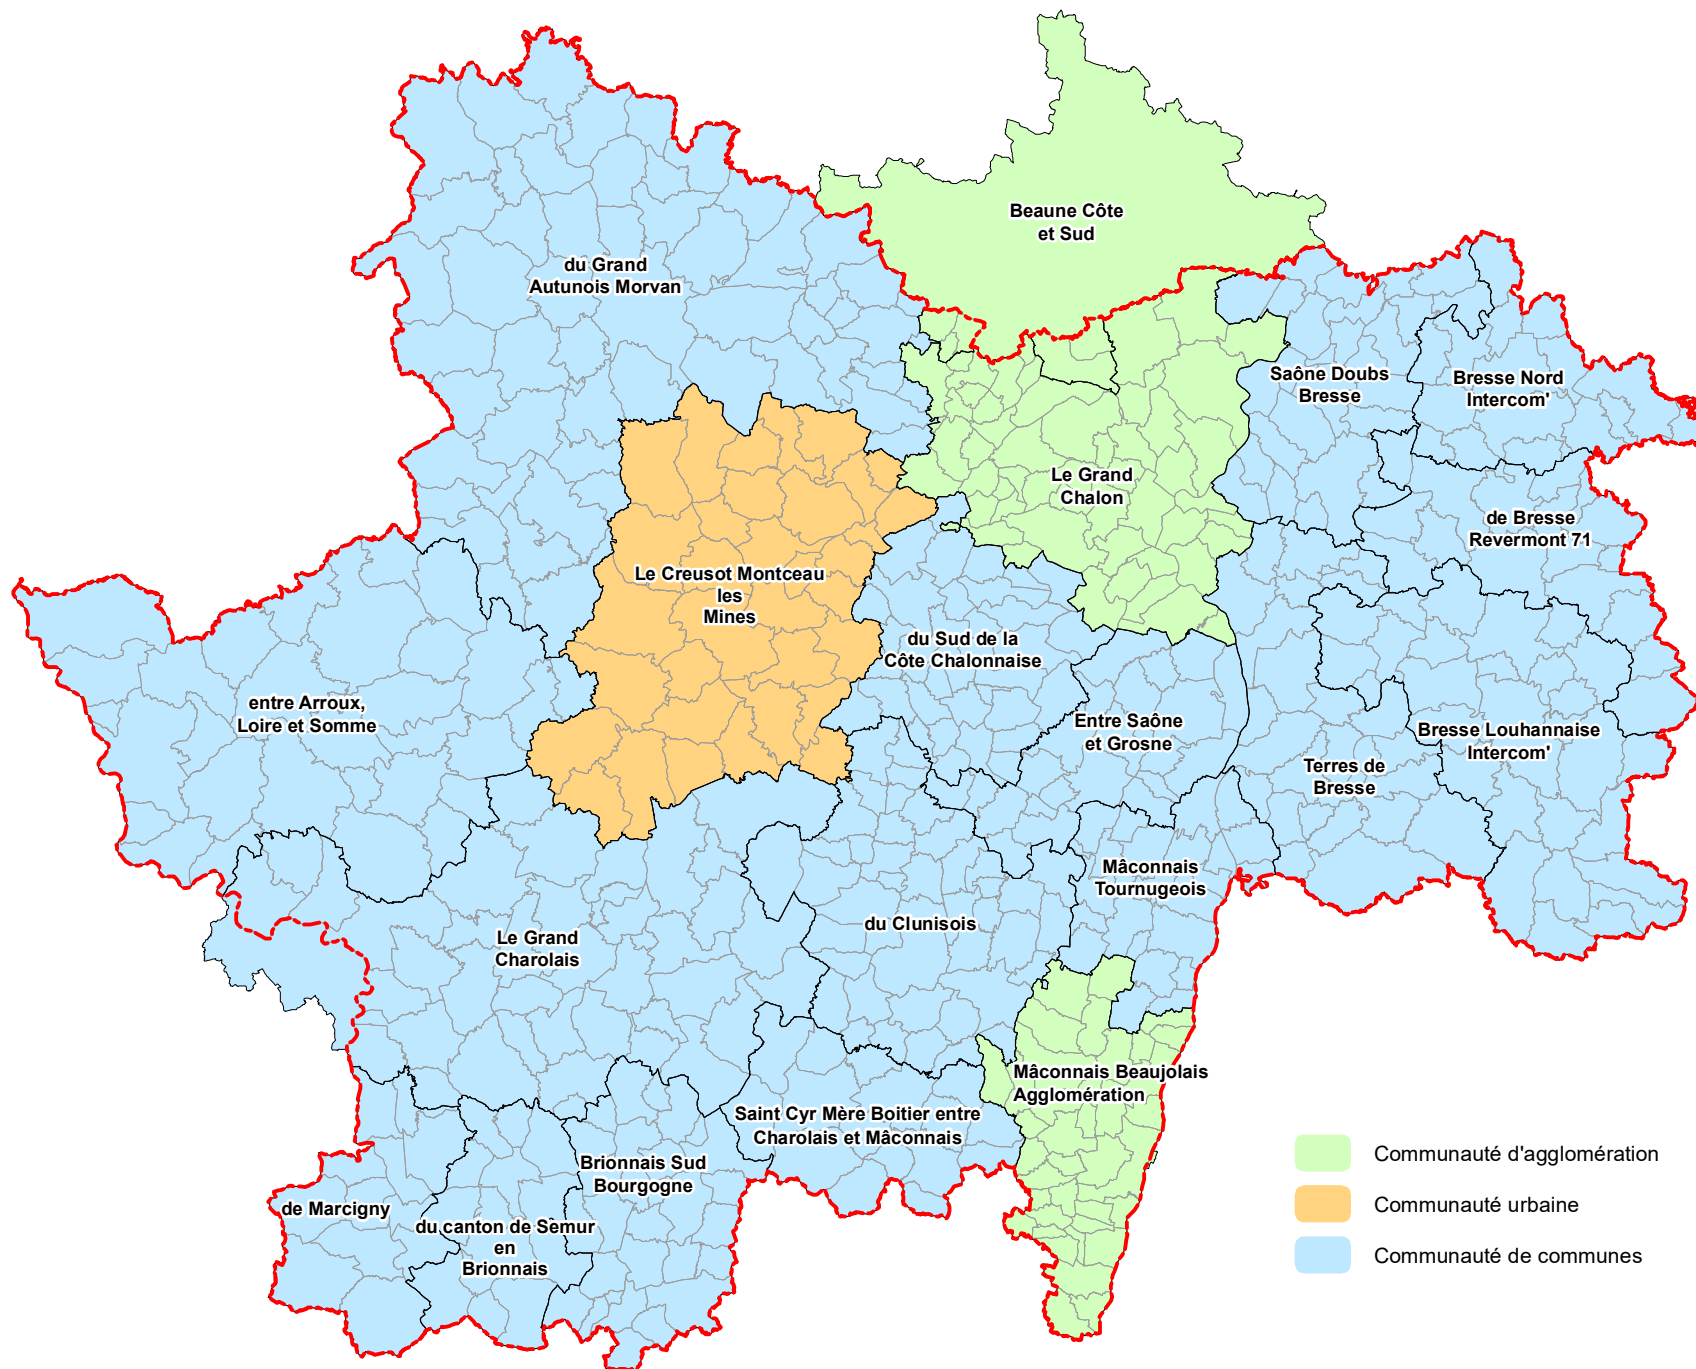 Beaune Côte
et Sud
du Grand
Autunois Morvan
Saône Doubs
Bresse
Bresse Nord
Intercom'
Le Grand
Chalon
de Bresse
Revermont 71
Le Creusot Montceau
les
Mines
du Sud de la
Côte Chalonnaise
entre Arroux,
Loire et Somme
Entre Saône
et Grosne
Bresse Louhannaise
Intercom'
Terres de
Bresse
Mâconnais
Tournugeois
du Clunisois
Le Grand
Charolais
Mâconnais Beaujolais
Agglomération
Saint Cyr Mère Boitier entre
Charolais et Mâconnais
Brionnais Sud
Bourgogne
de Marcigny
du canton de Semur
en
Brionnais
Communauté d'agglomération
Communauté urbaine
Communauté de communes